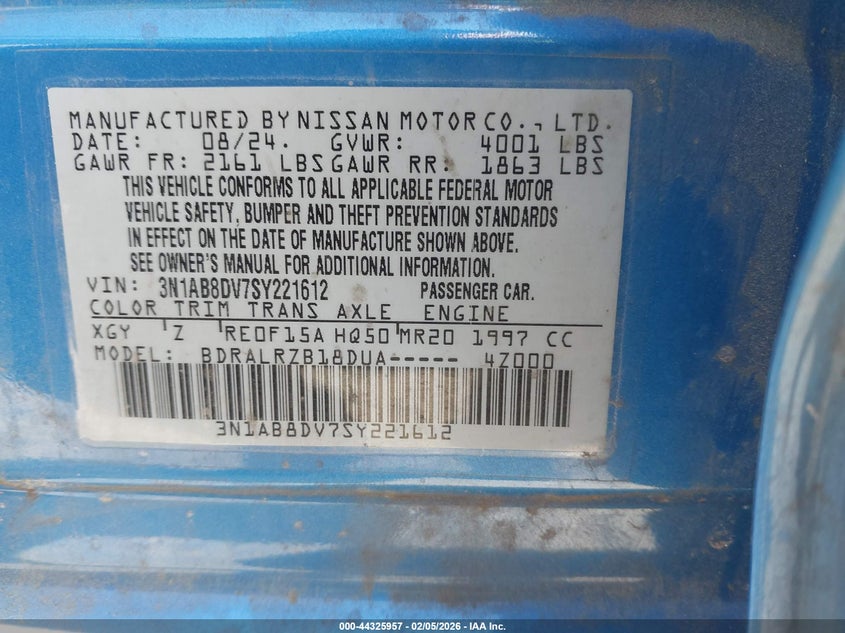 MANUFACTURED BY NISSAN MOTOR CO., LTD.
DATE: 08/24. GVWR: 4001 LBS
GAWR FR: 2161 LBS GAWR RR: 1863 LBS
THIS VEHICLE CONFORMS TO ALL APPLICABLE FEDERAL MOTOR
VEHICLE SAFETY, BUMPER AND THEFT PREVENTION STANDARDS
IN EFFECT ON THE DATE OF MANUFACTURE SHOWN ABOVE.
SEE OWNER'S MANUAL FOR ADDITIONAL INFORMATION.
VIN: 3N1AB8DV7SY221612 PASSENGER CAR.
COLOR TRIM TRANS AXLE ENGINE
XGY Z RE0F15A HQ50 MR20 1997 CC
MODEL: BDRALRZB18DUA----- 4Z000
3N1AB8DV7SY221612
000-44325957 - 02/05/2026 - IAA Inc.